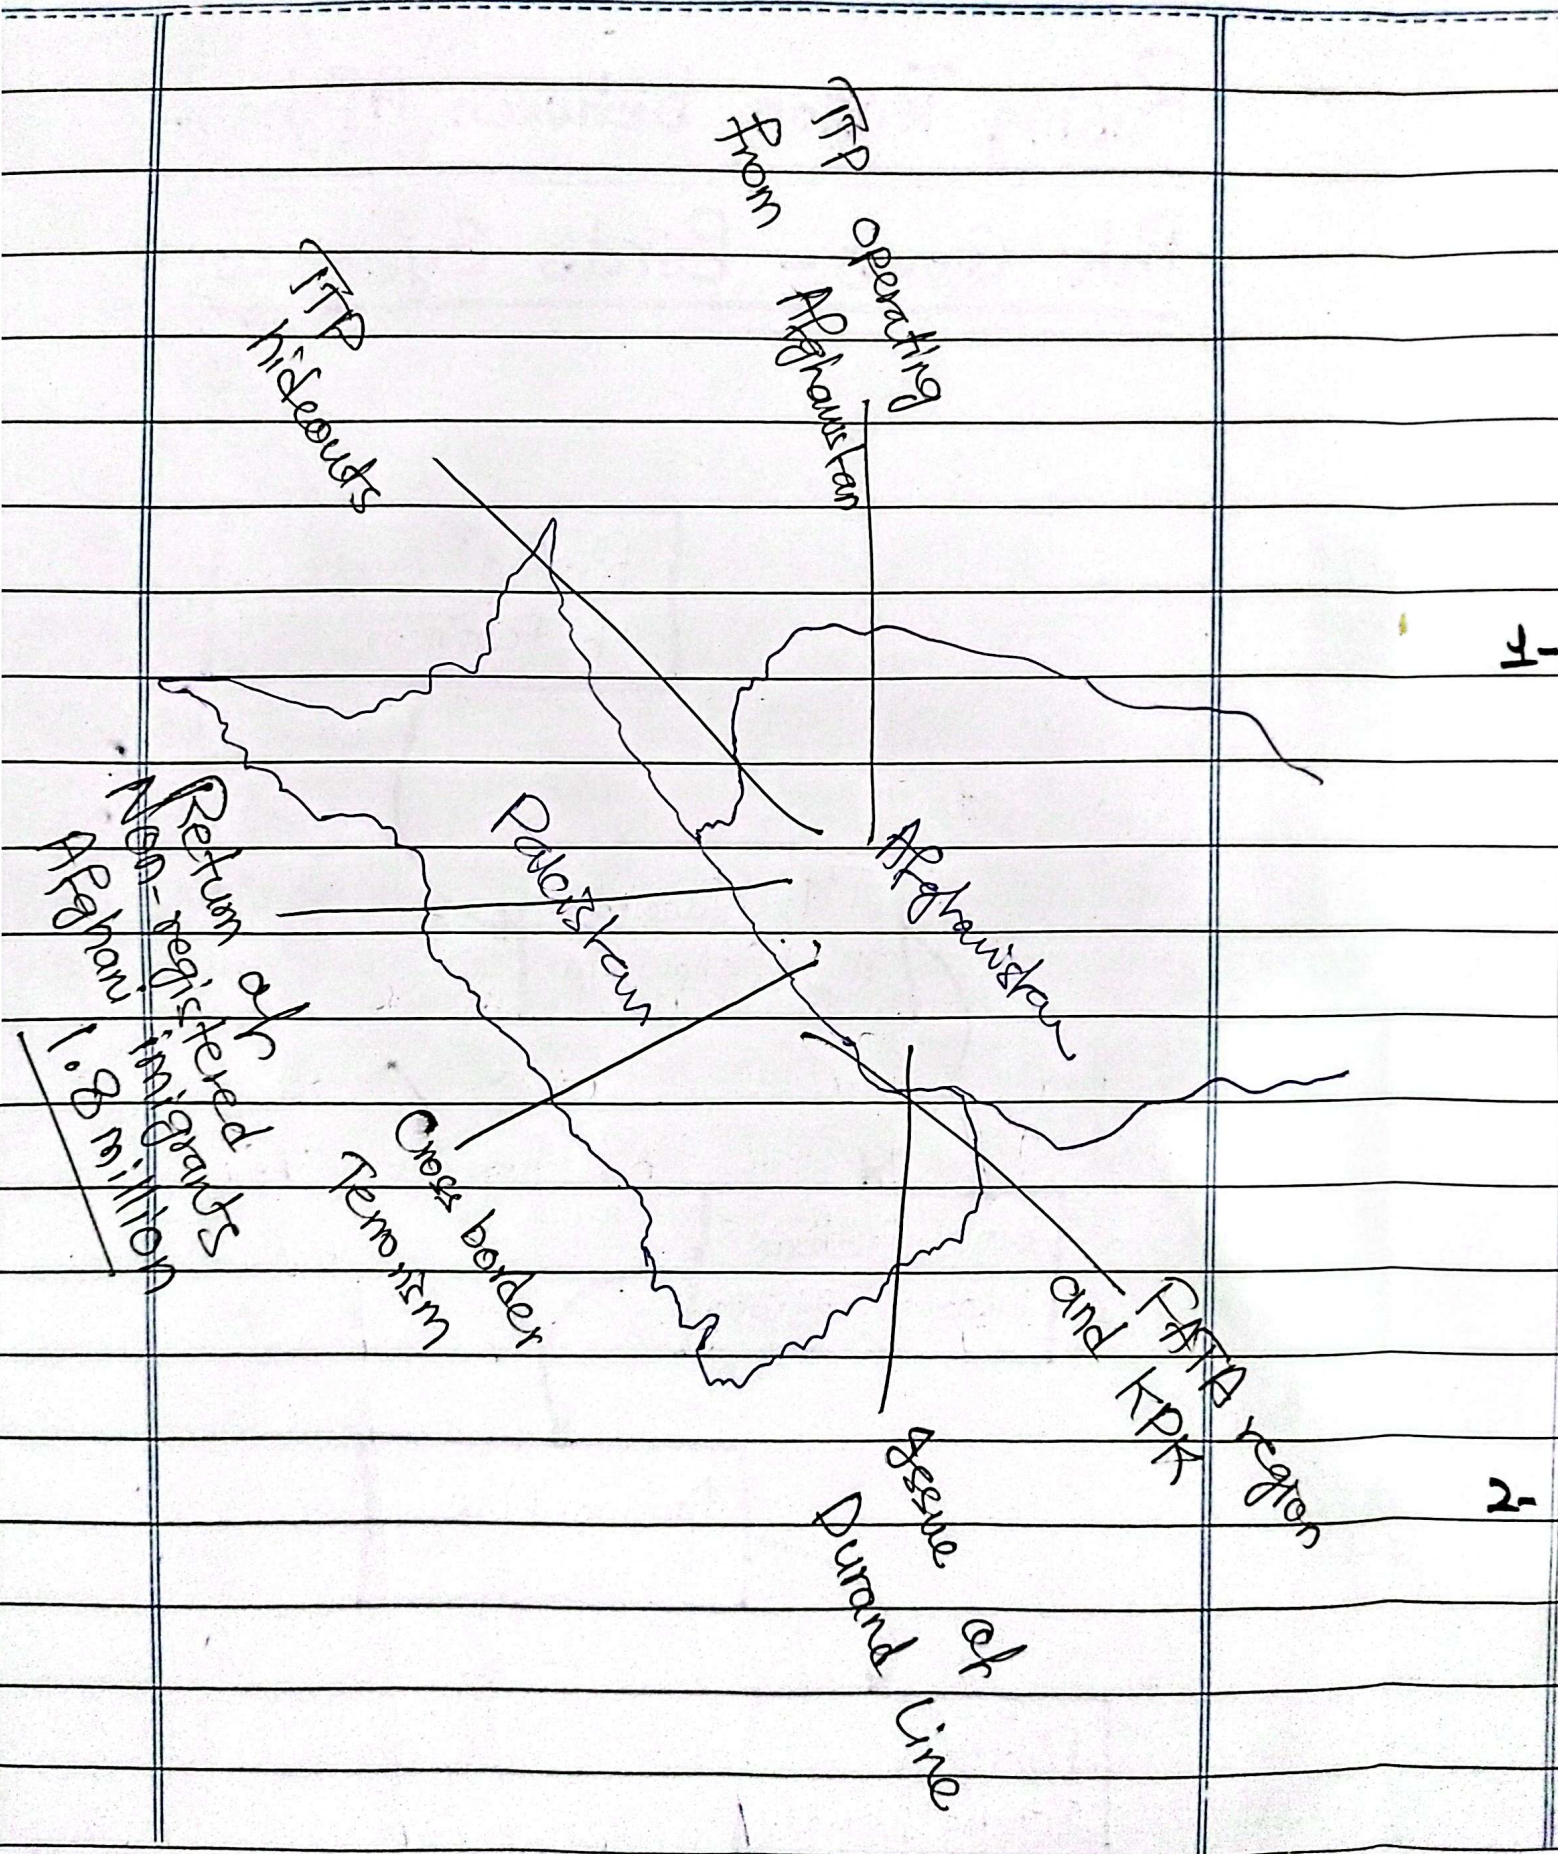 TTP operating
from Afghanistan
TTP
hideouts
Afghanistan
Pakistan
Return of
Non-registered
Afghani imigrants
1.8 million
Cross border
Terrorism
FATA region
and KPK
Issue of
Durand Line
1-
2-